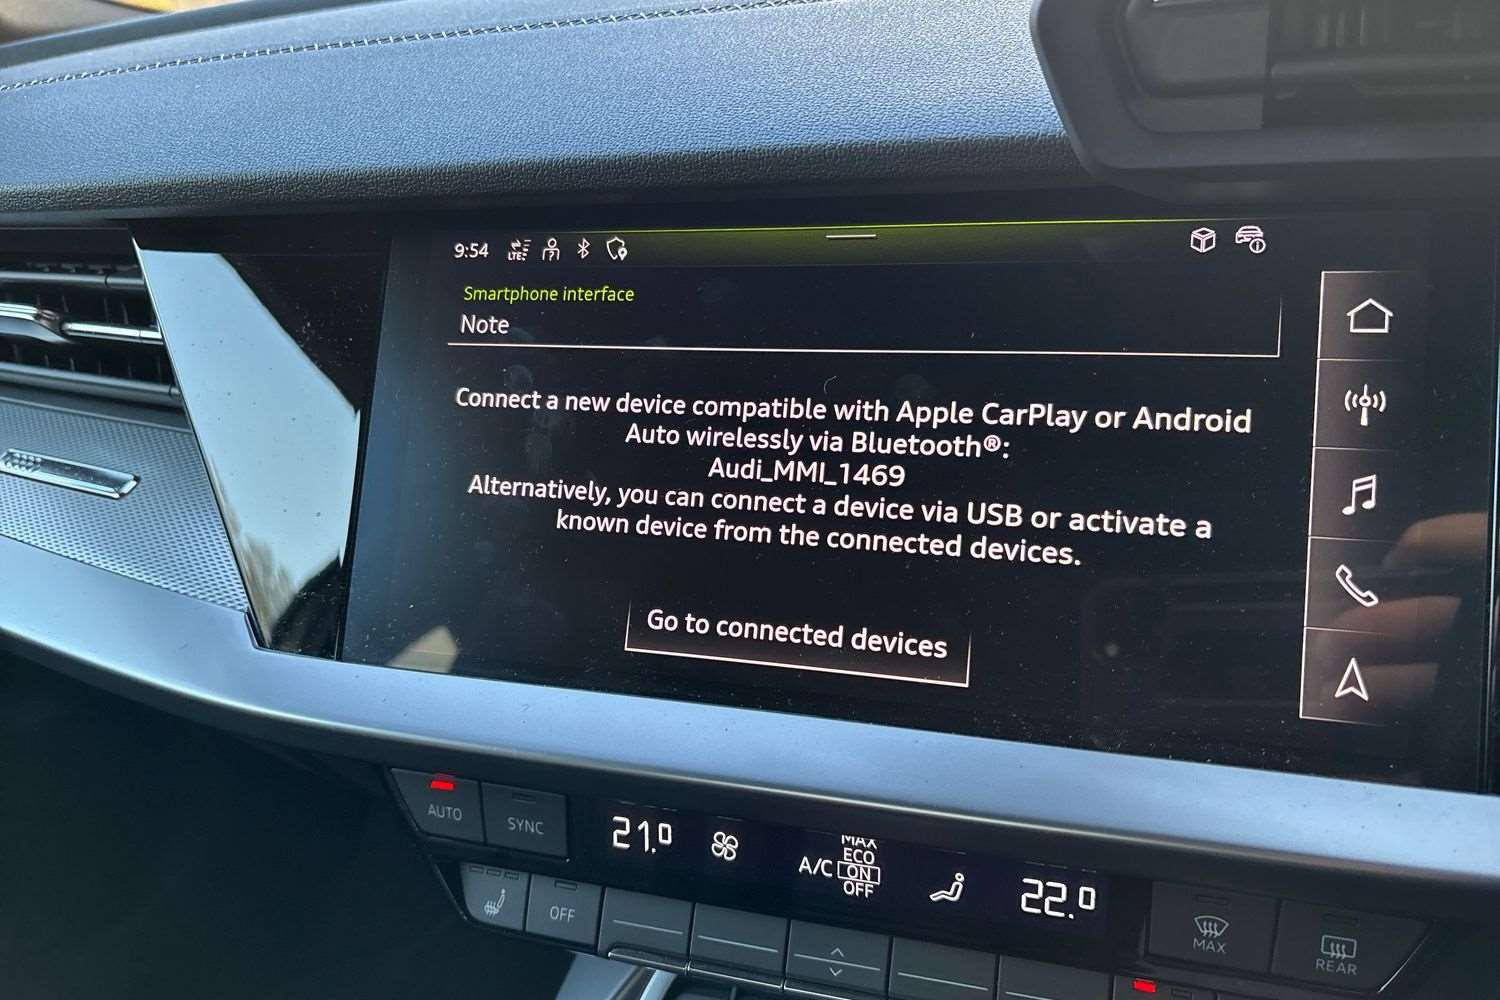 9:54
LTE
Smartphone interface
Note
Connect a new device compatible with Apple CarPlay or Android
Auto wirelessly via Bluetooth®:
Audi_MMI_1469
Alternatively, you can connect a device via USB or activate a
known device from the connected devices.
Go to connected devices
AUTO
SYNC
21.0
A/C
MAX
ECO
ON
OFF
22.0
OFF
MAX
REAR